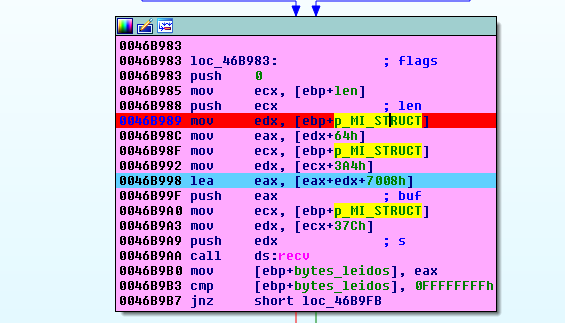 0046B983
0046B983 loc_46B983: ; flags
0046B983 push 0
0046B985 mov ecx, [ebp+len]
0046B988 push ecx ; len
0046B989 mov edx, [ebp+p_MI_STRUCT]
0046B98C mov eax, [edx+64h]
0046B98F mov ecx, [ebp+p_MI_STRUCT]
0046B992 mov edx, [ecx+3A4h]
0046B998 lea eax, [eax+edx+7008h]
0046B99F push eax ; buf
0046B9A0 mov ecx, [ebp+p_MI_STRUCT]
0046B9A3 mov edx, [ecx+37Ch]
0046B9A9 push edx ; s
0046B9AA call ds:recv
0046B9B0 mov [ebp+bytes_leidos], eax
0046B9B3 cmp [ebp+bytes_leidos], 0FFFFFFFFh
0046B9B7 jnz short loc_46B9FB